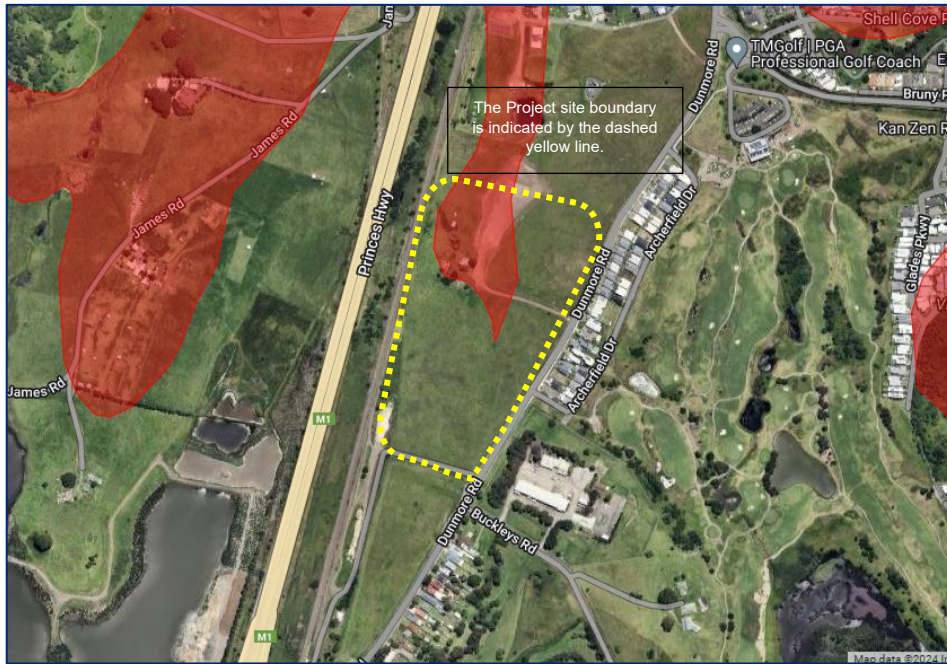 Jam
Shell Cove R
TMGolf | PGA
Professional Golf Coach
E
Bruny R
Dunmore Rd
Kan Zen R
The Project site boundary
is indicated by the dashed
yellow line.
James Rd
James Rd
Archerfield Dr
Princes Hwy
Glades Pkwy
Dunmore Rd
James Rd
Archerfield Dr
M1
Dunmore Rd
Buckleys Rd
M1
Map data ©2024